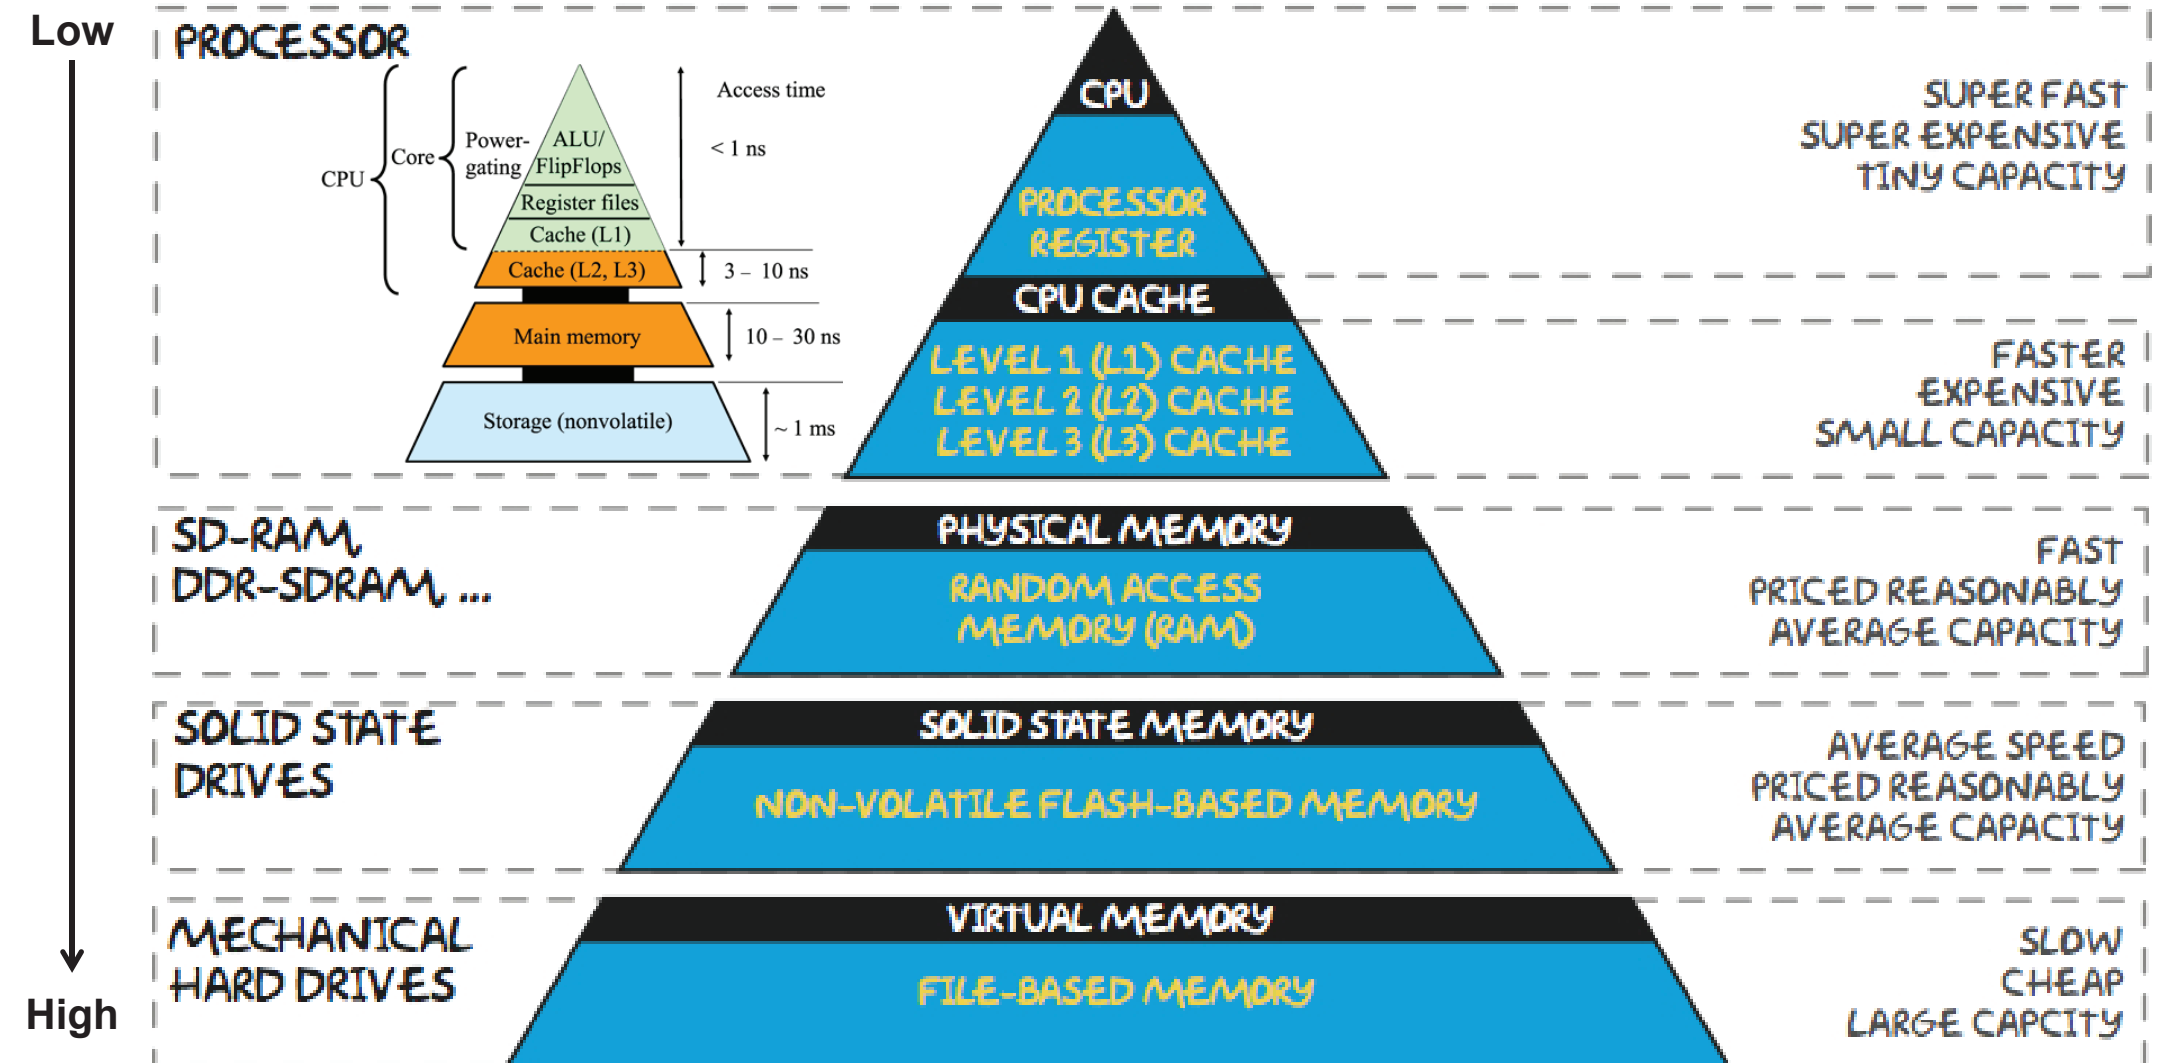 Low
High
PROCESSOR
CPU
Core
Power-
gating
ALU/
FlipFlops
Register files
Cache (L1)
Cache (L2, L3)
Main memory
Storage (nonvolatile)
Access time
< 1 ns
3 – 10 ns
10 – 30 ns
~ 1 ms
CPU
PROCESSOR
REGISTER
CPU CACHE
LEVEL 1 (L1) CACHE
LEVEL 2 (L2) CACHE
LEVEL 3 (L3) CACHE
SUPER FAST
SUPER EXPENSIVE
TINY CAPACITY
FASTER
EXPENSIVE
SMALL CAPACITY
SD-RAM,
DDR-SDRAM, ...
PHYSICAL MEMORY
RANDOM ACCESS
MEMORY (RAM)
FAST
PRICED REASONABLY
AVERAGE CAPACITY
SOLID STATE
DRIVES
SOLID STATE MEMORY
NON-VOLATILE FLASH-BASED MEMORY
AVERAGE SPEED
PRICED REASONABLY
AVERAGE CAPACITY
MECHANICAL
HARD DRIVES
VIRTUAL MEMORY
FILE-BASED MEMORY
SLOW
CHEAP
LARGE CAPCITY